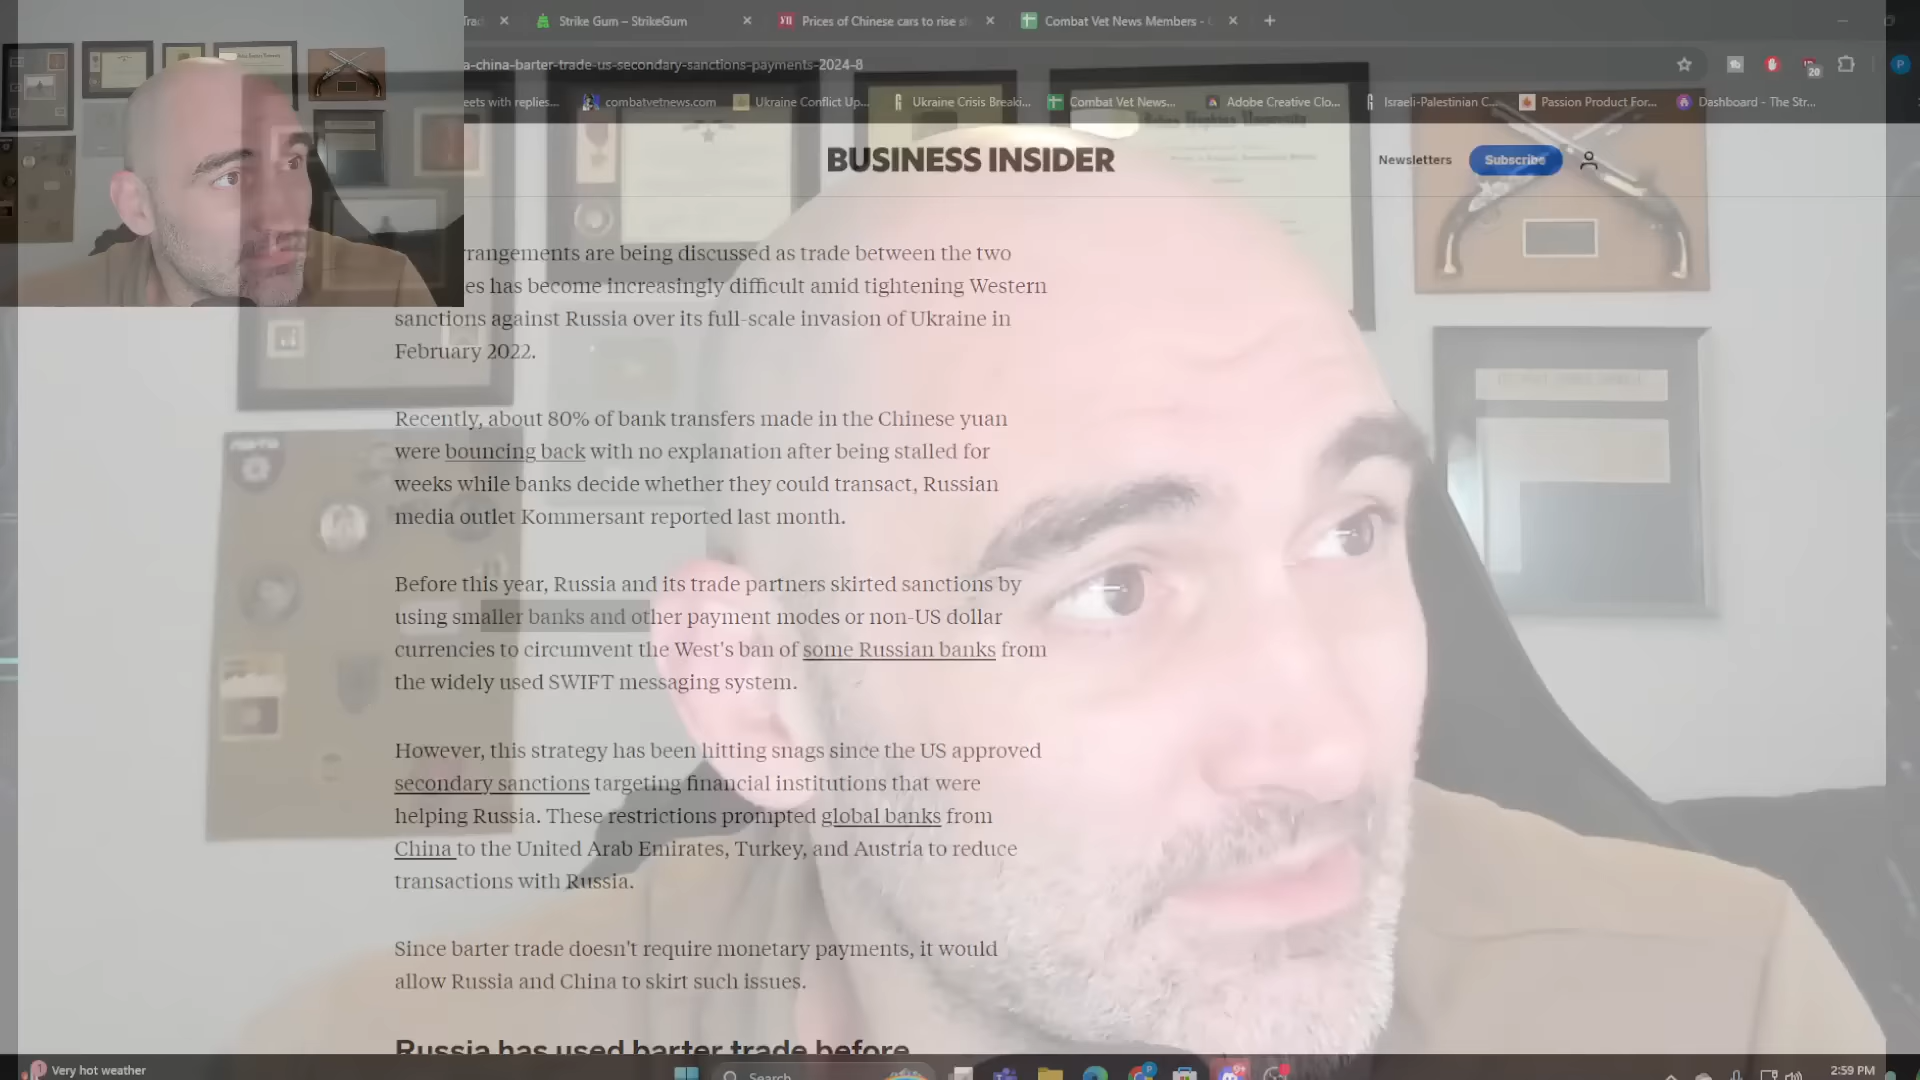 Strike Gum – StrikeGum
Prices of Chinese cars to rise
Combat Vet News Members -
a-china-barter-trade-us-secondary-sanctions-payments-2024-8
20
P
eets with replies...
combatvetnews.com
Ukraine Conflict Up...
Ukraine Crisis Breaki...
Combat Vet News...
Adobe Creative Clo...
Israeli-Palestinian C...
Passion Product For...
Dashboard - The Str...
BUSINESS INSIDER
Newsletters
Subscribe
rrangements are being discussed as trade between the two
es has become increasingly difficult amid tightening Western
sanctions against Russia over its full-scale invasion of Ukraine in
February 2022.
Recently, about 80% of bank transfers made in the Chinese yuan
were bouncing back with no explanation after being stalled for
weeks while banks decide whether they could transact, Russian
media outlet Kommersant reported last month.
Before this year, Russia and its trade partners skirted sanctions by
using smaller banks and other payment modes or non-US dollar
currencies to circumvent the West's ban of some Russian banks from
the widely used SWIFT messaging system.
However, this strategy has been hitting snags since the US approved
secondary sanctions targeting financial institutions that were
helping Russia. These restrictions prompted global banks from
China to the United Arab Emirates, Turkey, and Austria to reduce
transactions with Russia.
Since barter trade doesn't require monetary payments, it would
allow Russia and China to skirt such issues.
Russia has used barter trade before
Very hot weather
Search
2:59 PM